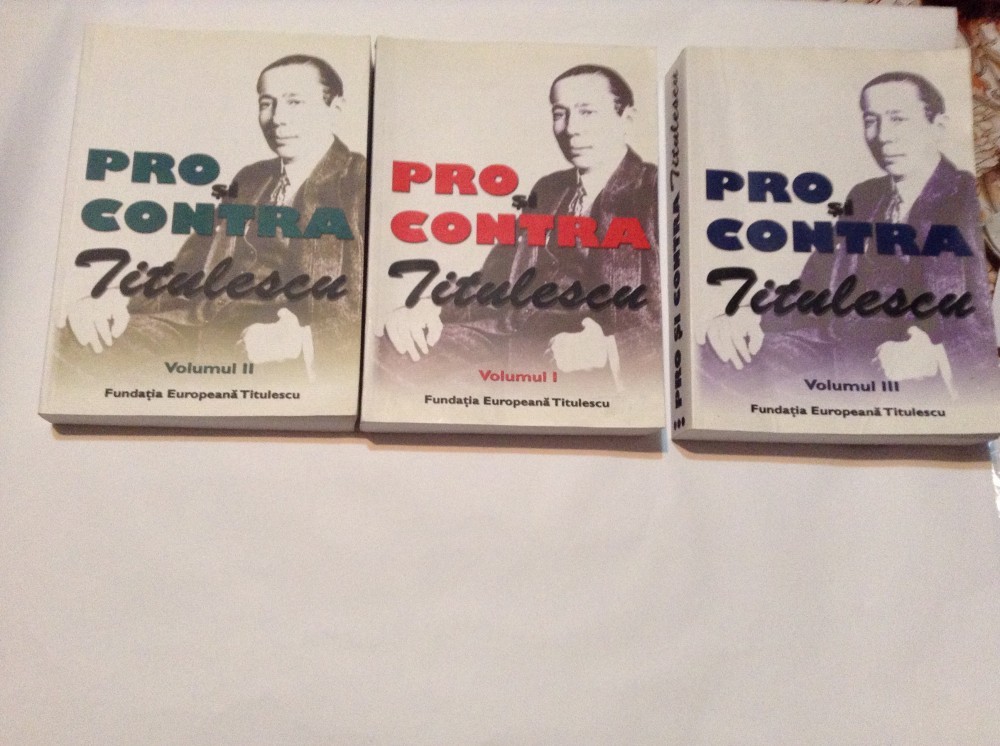 PRO
și
CONTRA
Titulescu
Volumul II
Fundația Europeană Titulescu
PRO
și
CONTRA
Titulescu
Volumul I
Fundația Europeană Titulescu
III PRO ȘI CONTRA Titulescu
PRO
și
CONTRA
Titulescu
Volumul III
Fundația Europeană Titulescu